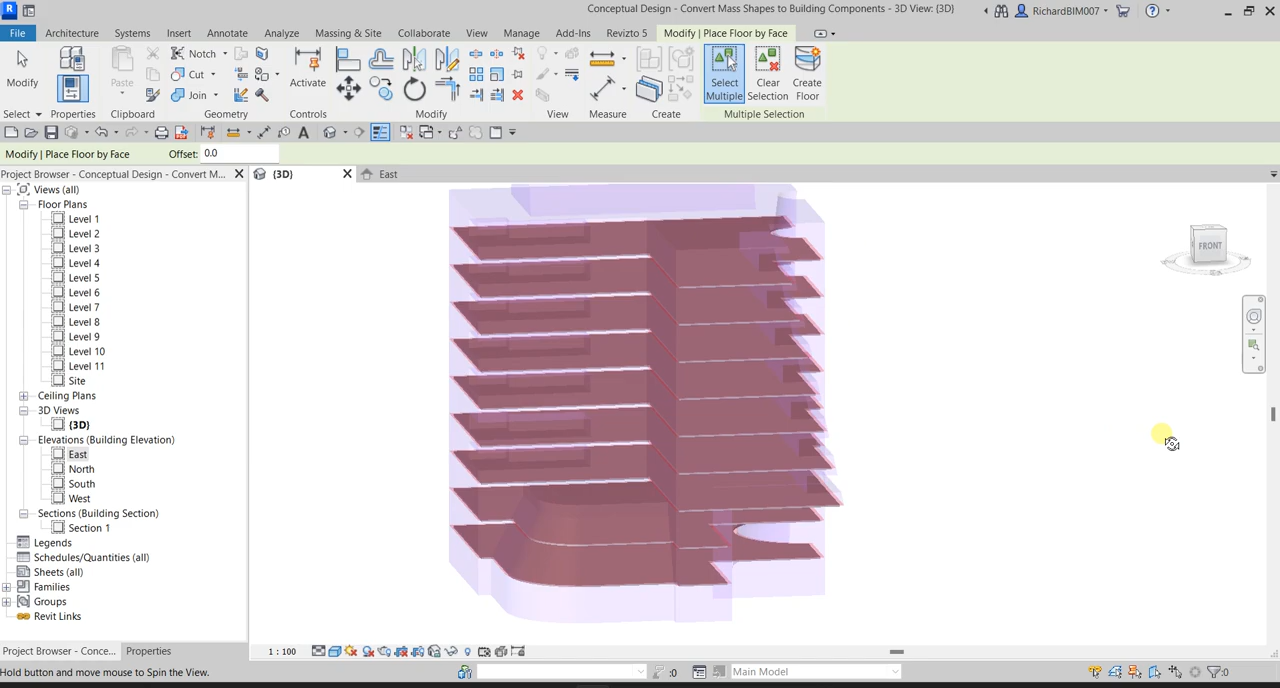 Conceptual Design - Convert Mass Shapes to Building Components - 3D View: {3D}
RichardBIM007
File
Architecture
Systems
Insert
Annotate
Analyze
Massing & Site
Collaborate
View
Manage
Add-Ins
Revizto 5
Modify | Place Floor by Face
Modify
Paste
Notch
Cut
Join
Activate
Select Multiple
Clear Selection
Create Floor
Select
Properties
Clipboard
Geometry
Controls
Modify
View
Measure
Create
Multiple Selection
Modify | Place Floor by Face
Offset:
0.0
Project Browser - Conceptual Design - Convert M...
{3D}
East
Views (all)
Floor Plans
Level 1
Level 2
Level 3
Level 4
Level 5
Level 6
Level 7
Level 8
Level 9
Level 10
Level 11
Site
Ceiling Plans
3D Views
{3D}
Elevations (Building Elevation)
East
North
South
West
Sections (Building Section)
Section 1
Legends
Schedules/Quantities (all)
Sheets (all)
Families
Groups
Revit Links
FRONT
Project Browser - Conce...
Properties
1 : 100
Hold button and move mouse to Spin the View.
:0
Main Model
:0